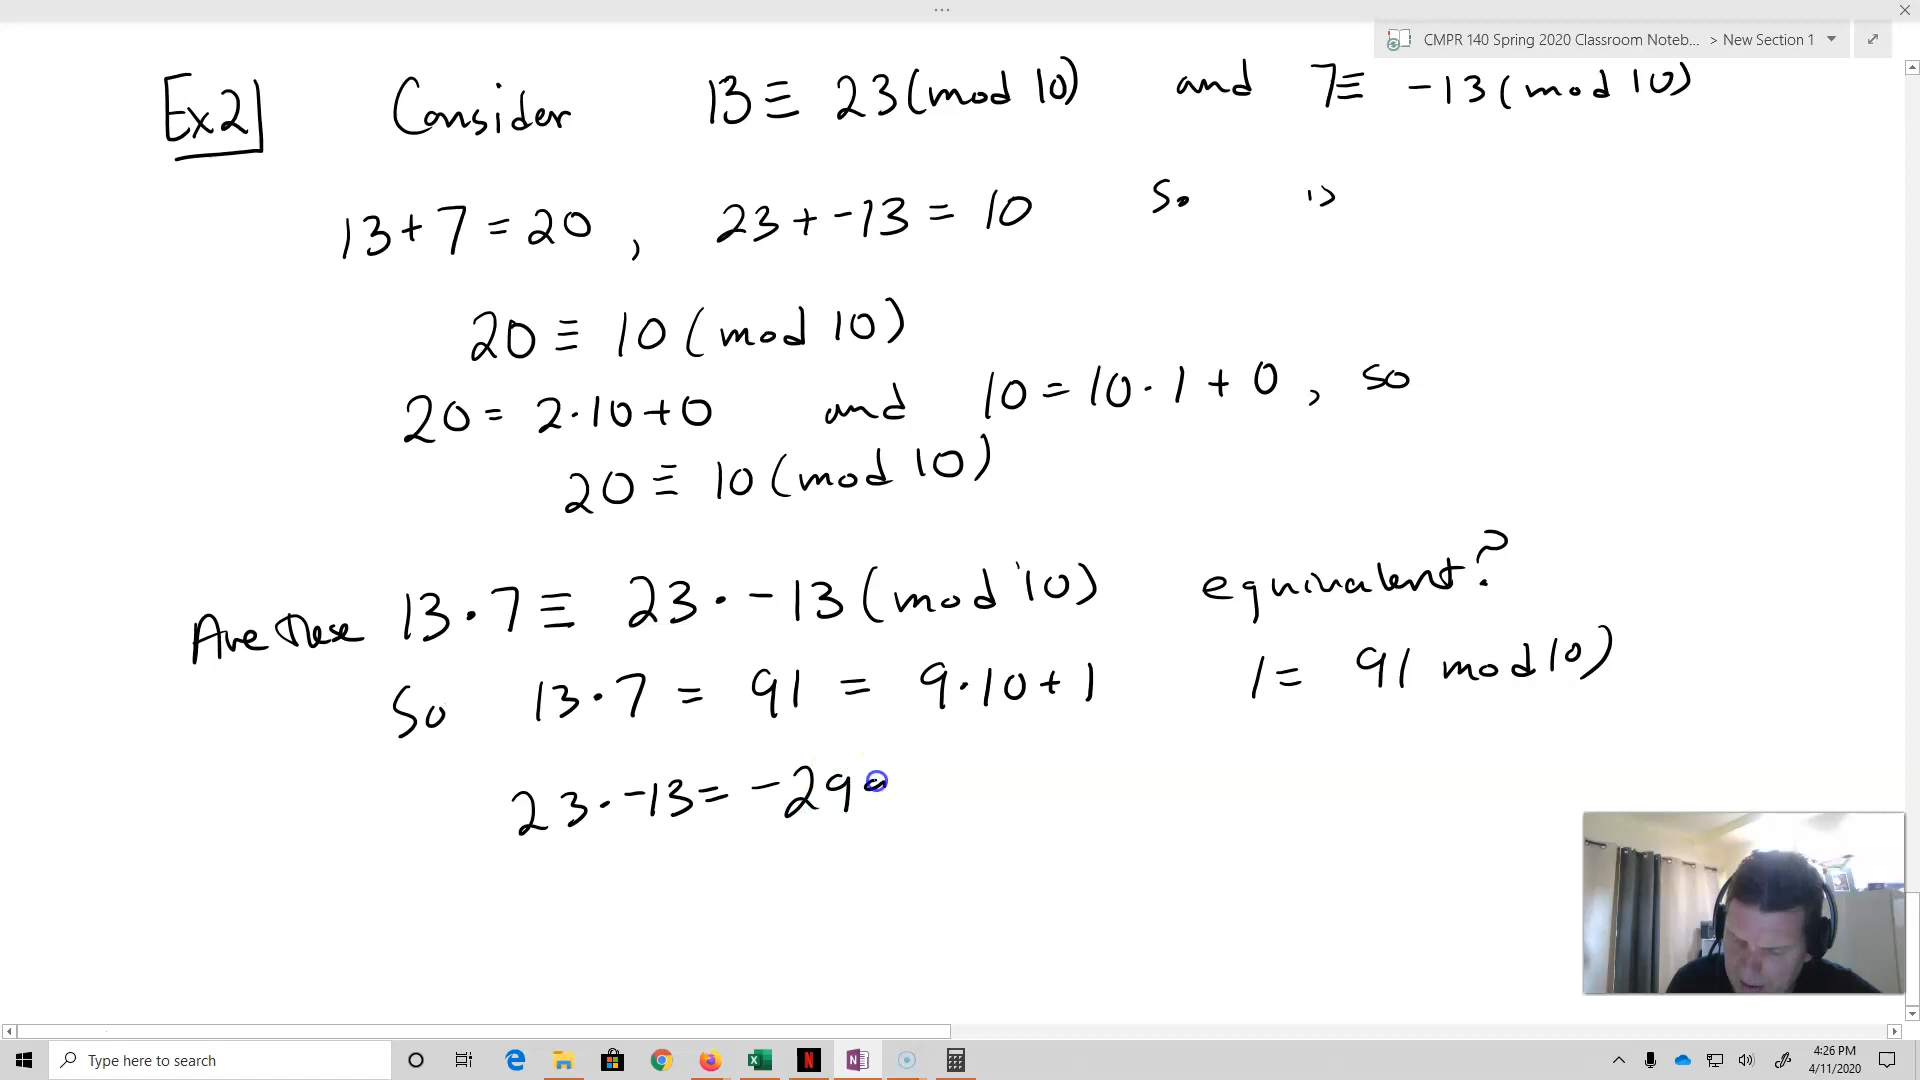 CMPR 140 Spring 2020 Classroom Noteb... > New Section 1
Ex2 Consider 13 ≡ 23 (mod 10) and 7 ≡ -13 (mod 10)
13 + 7 = 20 , 23 + -13 = 10 So is
20 ≡ 10 (mod 10)
20 = 2·10+0 and 10 = 10·1 + 0 , so
20 ≡ 10 (mod 10)
Are these 13·7 ≡ 23·-13 (mod 10) equivalent?
So 13·7 = 91 = 9·10+1 1 = 91 mod 10)
23·-13 = -29
Type here to search
4:26 PM
4/11/2020